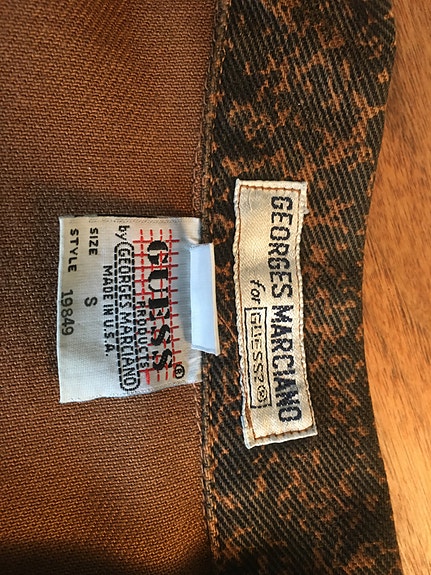 GEORGES MARCIANO
for GUESS?®
GUESS®
PRODUCTS
by GEORGES MARCIANO
MADE IN U.S.A.
SIZE S
STYLE 19849